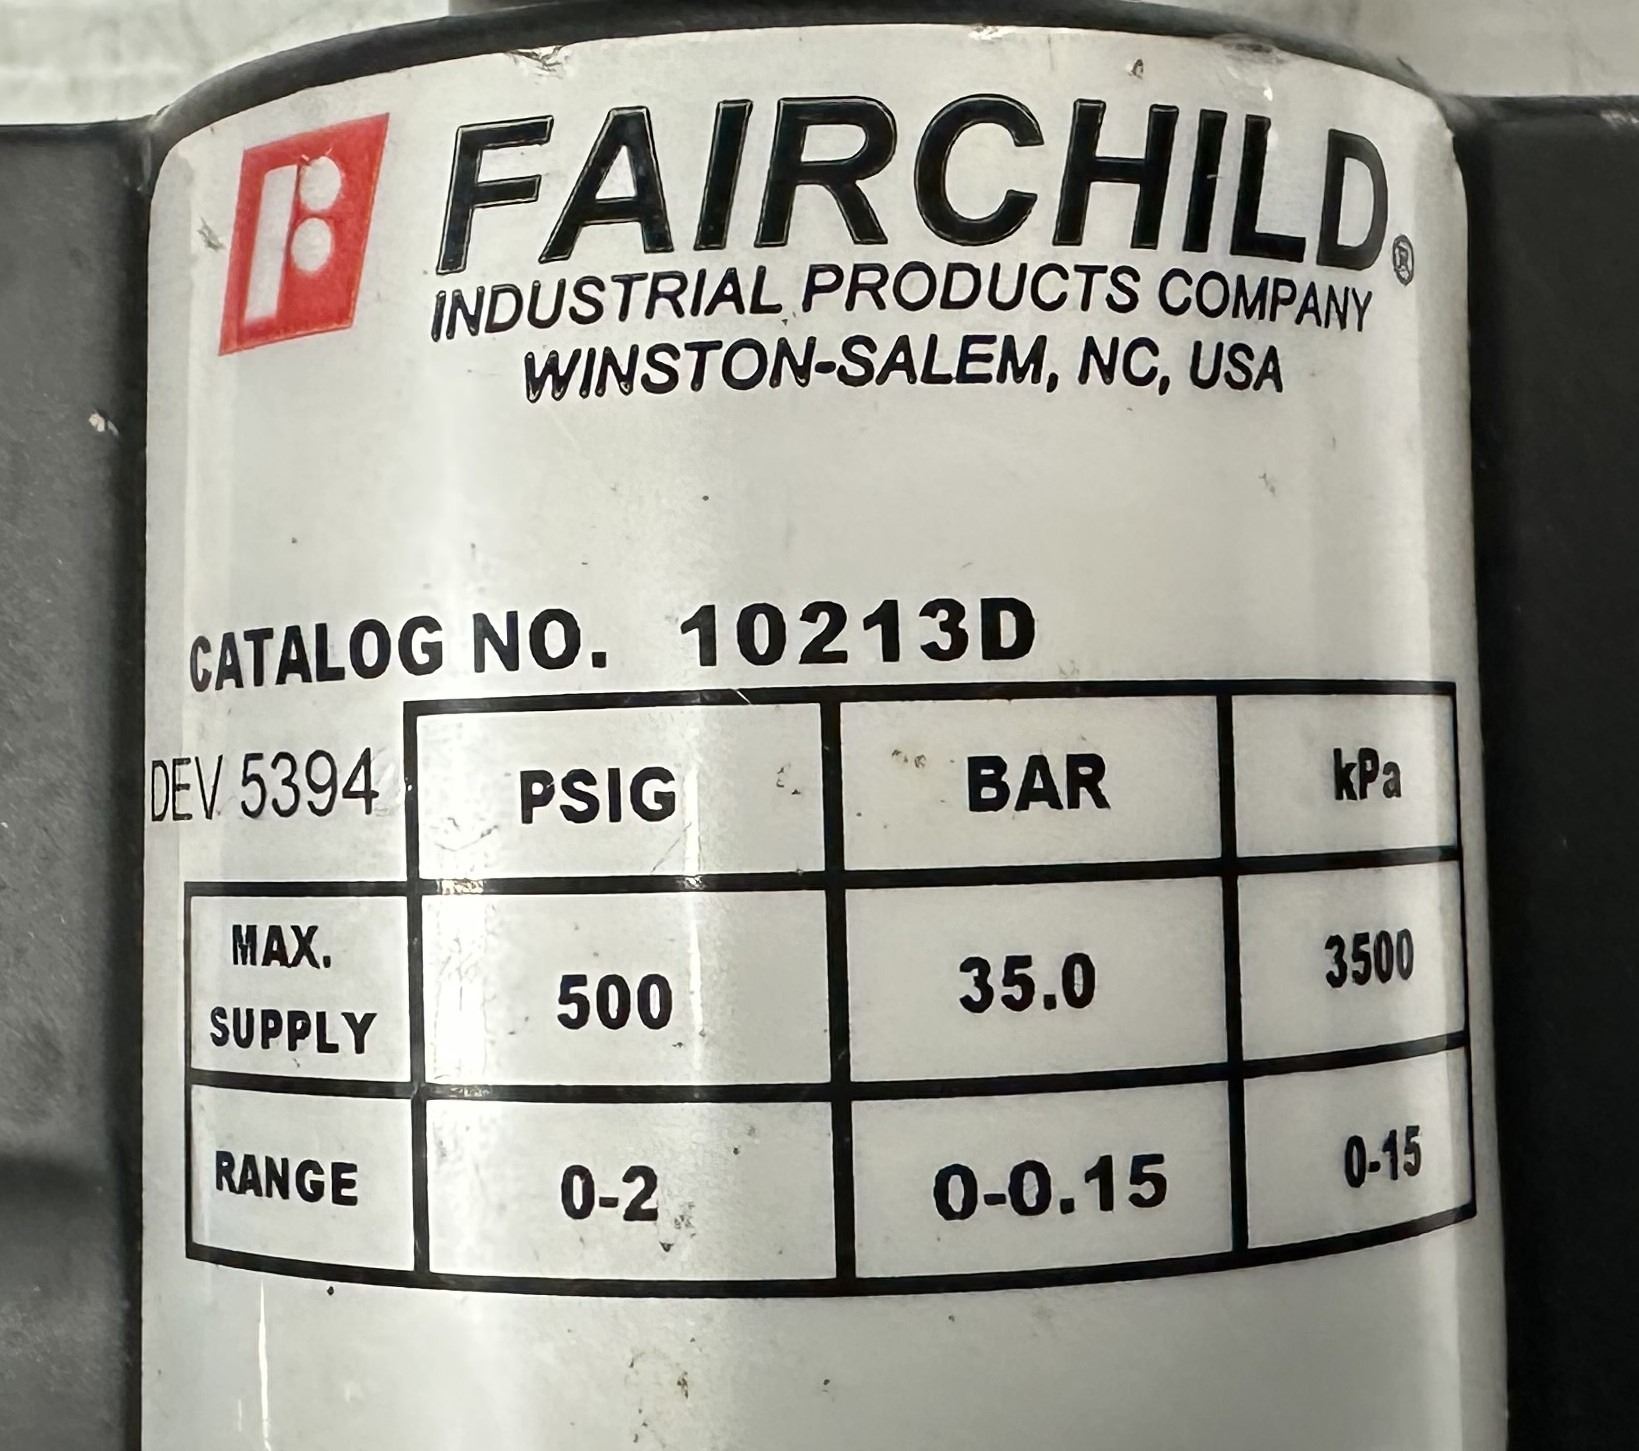 FAIRCHILD®
INDUSTRIAL PRODUCTS COMPANY
WINSTON-SALEM, NC, USA
CATALOG NO. 10213D
DEV 5394 PSIG BAR kPa
MAX.
SUPPLY 500 35.0 3500
RANGE 0-2 0-0.15 0-15